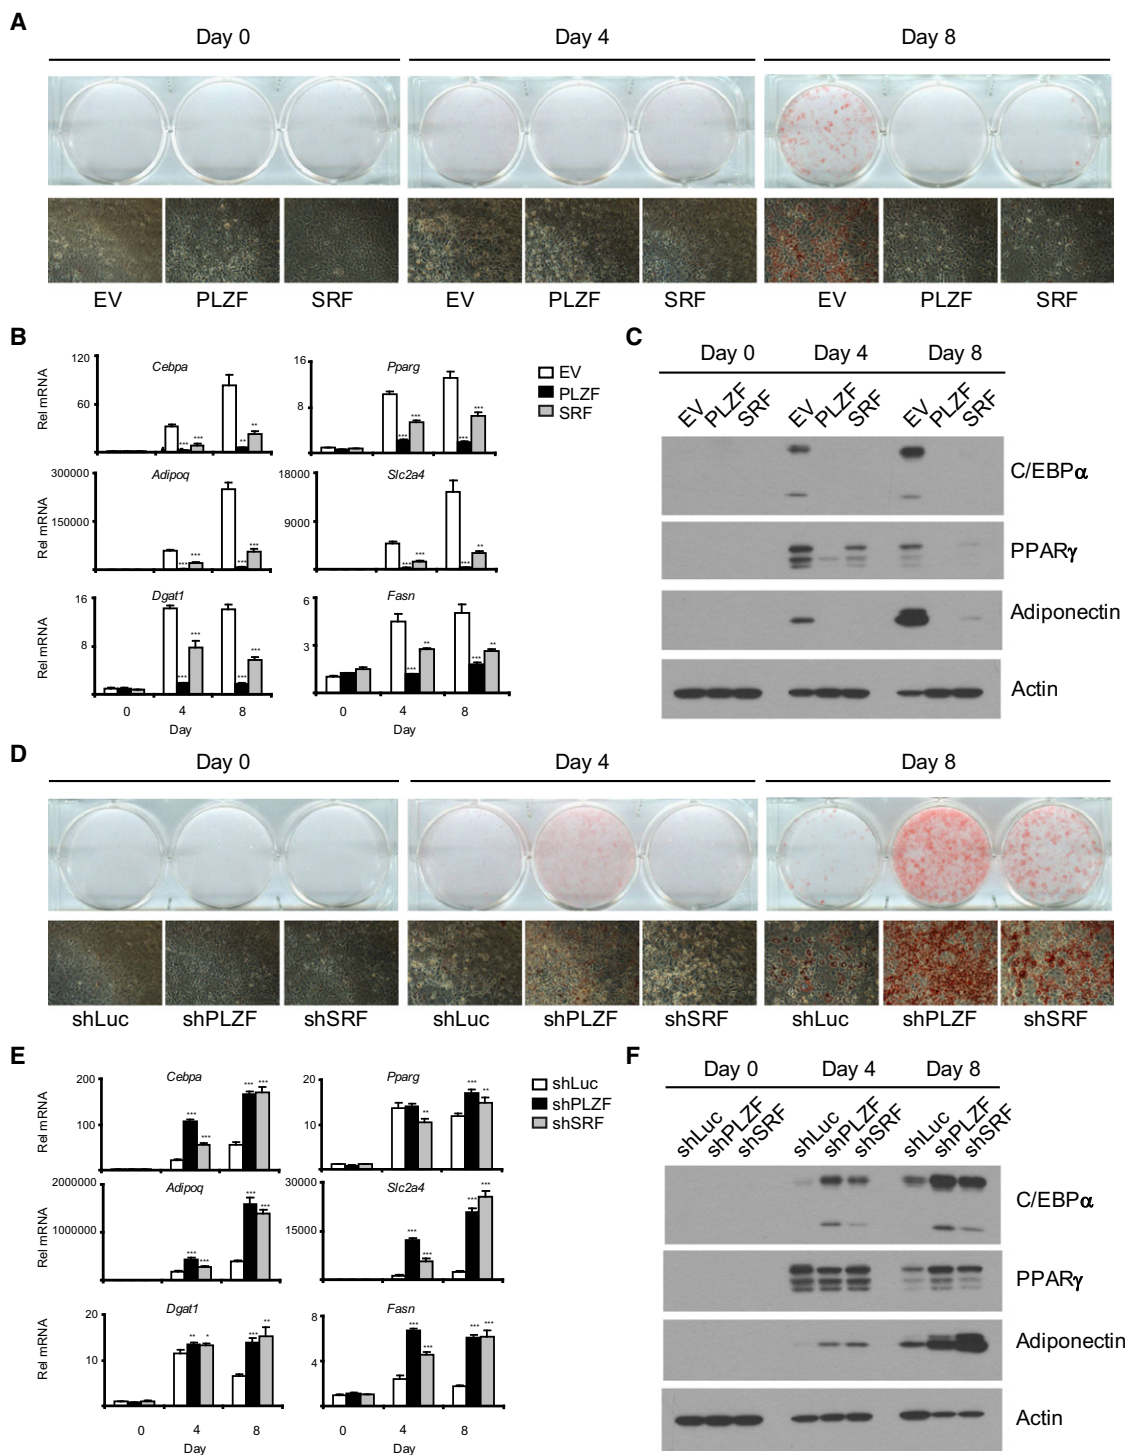 A
Day 0 Day 4 Day 8
EV PLZF SRF EV PLZF SRF EV PLZF SRF
B
Cebpa
Rel mRNA
120
60
Pparg
16
8
EV
PLZF
SRF
*** *** ** **
*** *** *** ***
Adipoq
Rel mRNA
300000
150000
Slc2a4
18000
9000
*** *** *** ***
*** *** *** **
Dgat1
Rel mRNA
16
8
Fasn
6
3
*** *** *** ***
*** ** *** **
0 4 8
Day
0 4 8
C
Day 0 Day 4 Day 8
EV PLZF SRF EV PLZF SRF EV PLZF SRF
C/EBPα
PPARγ
Adiponectin
Actin
D
Day 0 Day 4 Day 8
shLuc shPLZF shSRF shLuc shPLZF shSRF shLuc shPLZF shSRF
E
Cebpa
Rel mRNA
200
100
Pparg
20
10
shLuc
shPLZF
shSRF
*** *** *** ***
** *** **
Adipoq
Rel mRNA
2000000
1000000
Slc2a4
30000
15000
*** *** *** ***
*** *** *** ***
Dgat1
Rel mRNA
20
10
Fasn
8
4
** * *** **
*** *** *** ***
0 4 8
Day
0 4 8
Day
F
Day 0 Day 4 Day 8
shLuc shPLZF shSRF shLuc shPLZF shSRF shLuc shPLZF shSRF
C/EBPα
PPARγ
Adiponectin
Actin